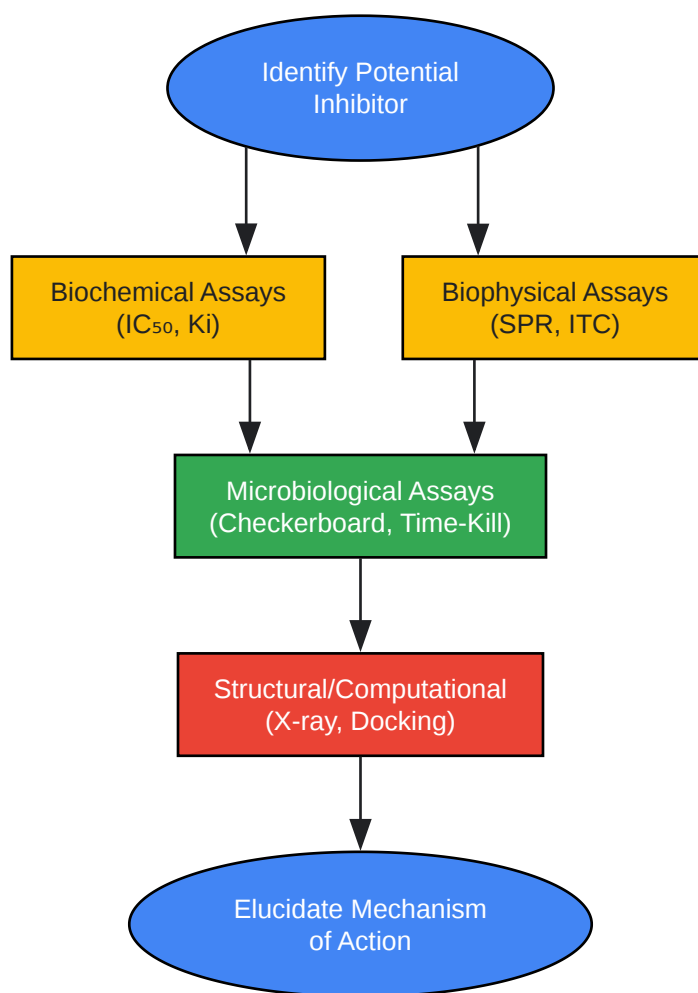 Identify Potential
Inhibitor
Biochemical Assays
(IC₅₀, Ki)
Biophysical Assays
(SPR, ITC)
Microbiological Assays
(Checkerboard, Time-Kill)
Structural/Computational
(X-ray, Docking)
Elucidate Mechanism
of Action